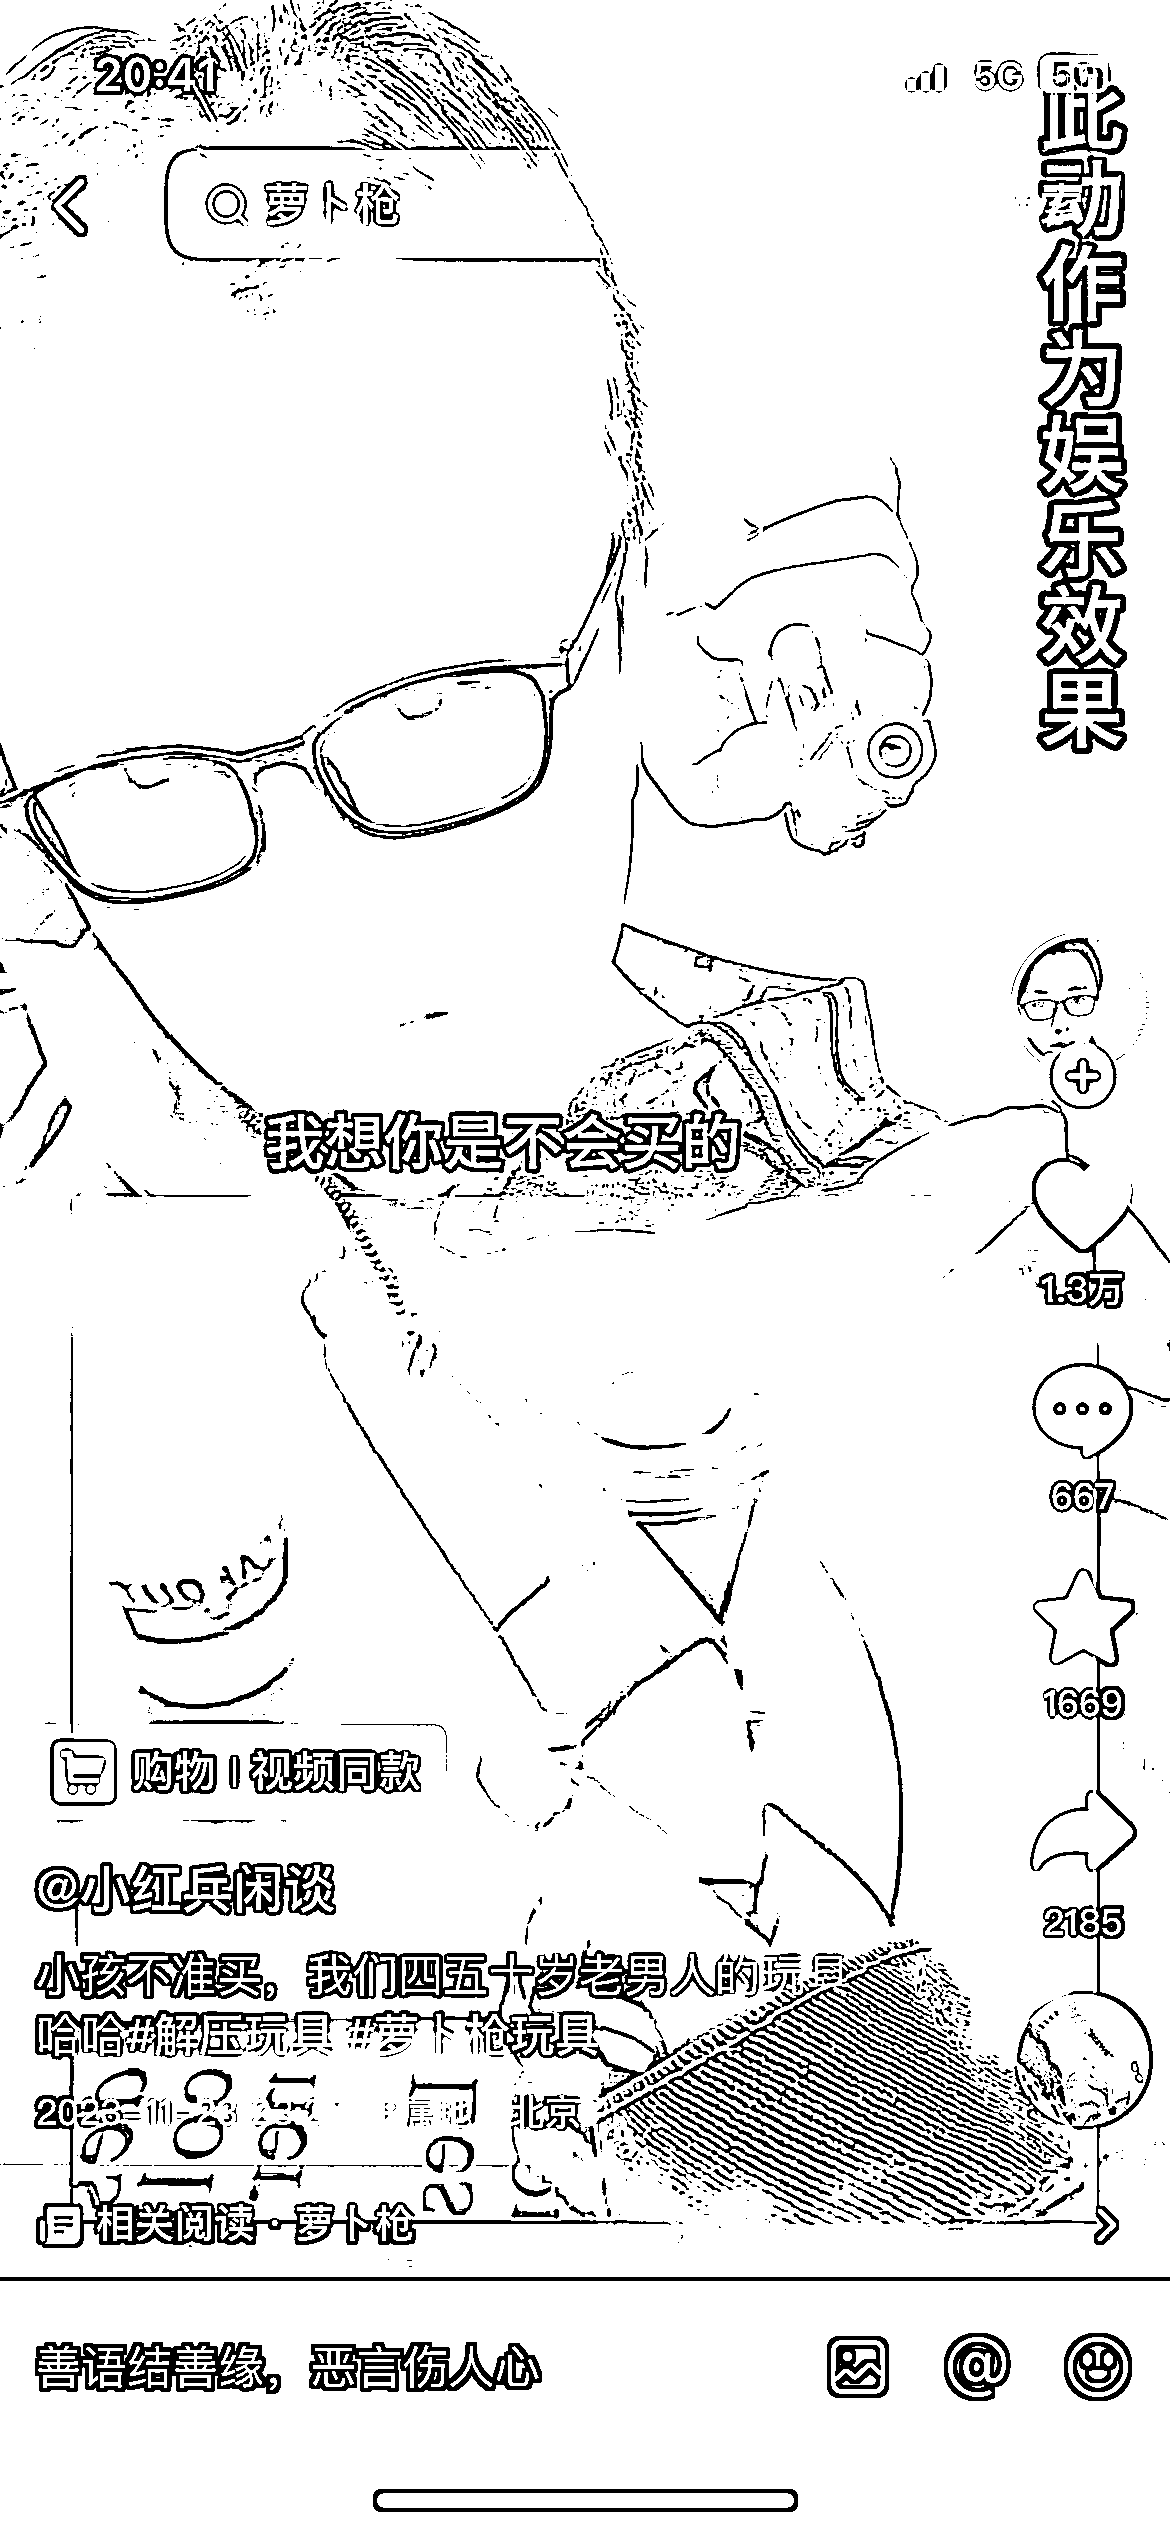 20:41
5G
萝卜枪
此动作为娱乐效果
我想你是不会买的
1.3万
667
1669
2185
购物 | 视频同款
@小红兵闲谈
小孩不准买，我们四五十岁老男人的玩具
哈哈#解压玩具 #萝卜枪玩具
北京
相关阅读 · 萝卜枪
善语结善缘，恶言伤人心